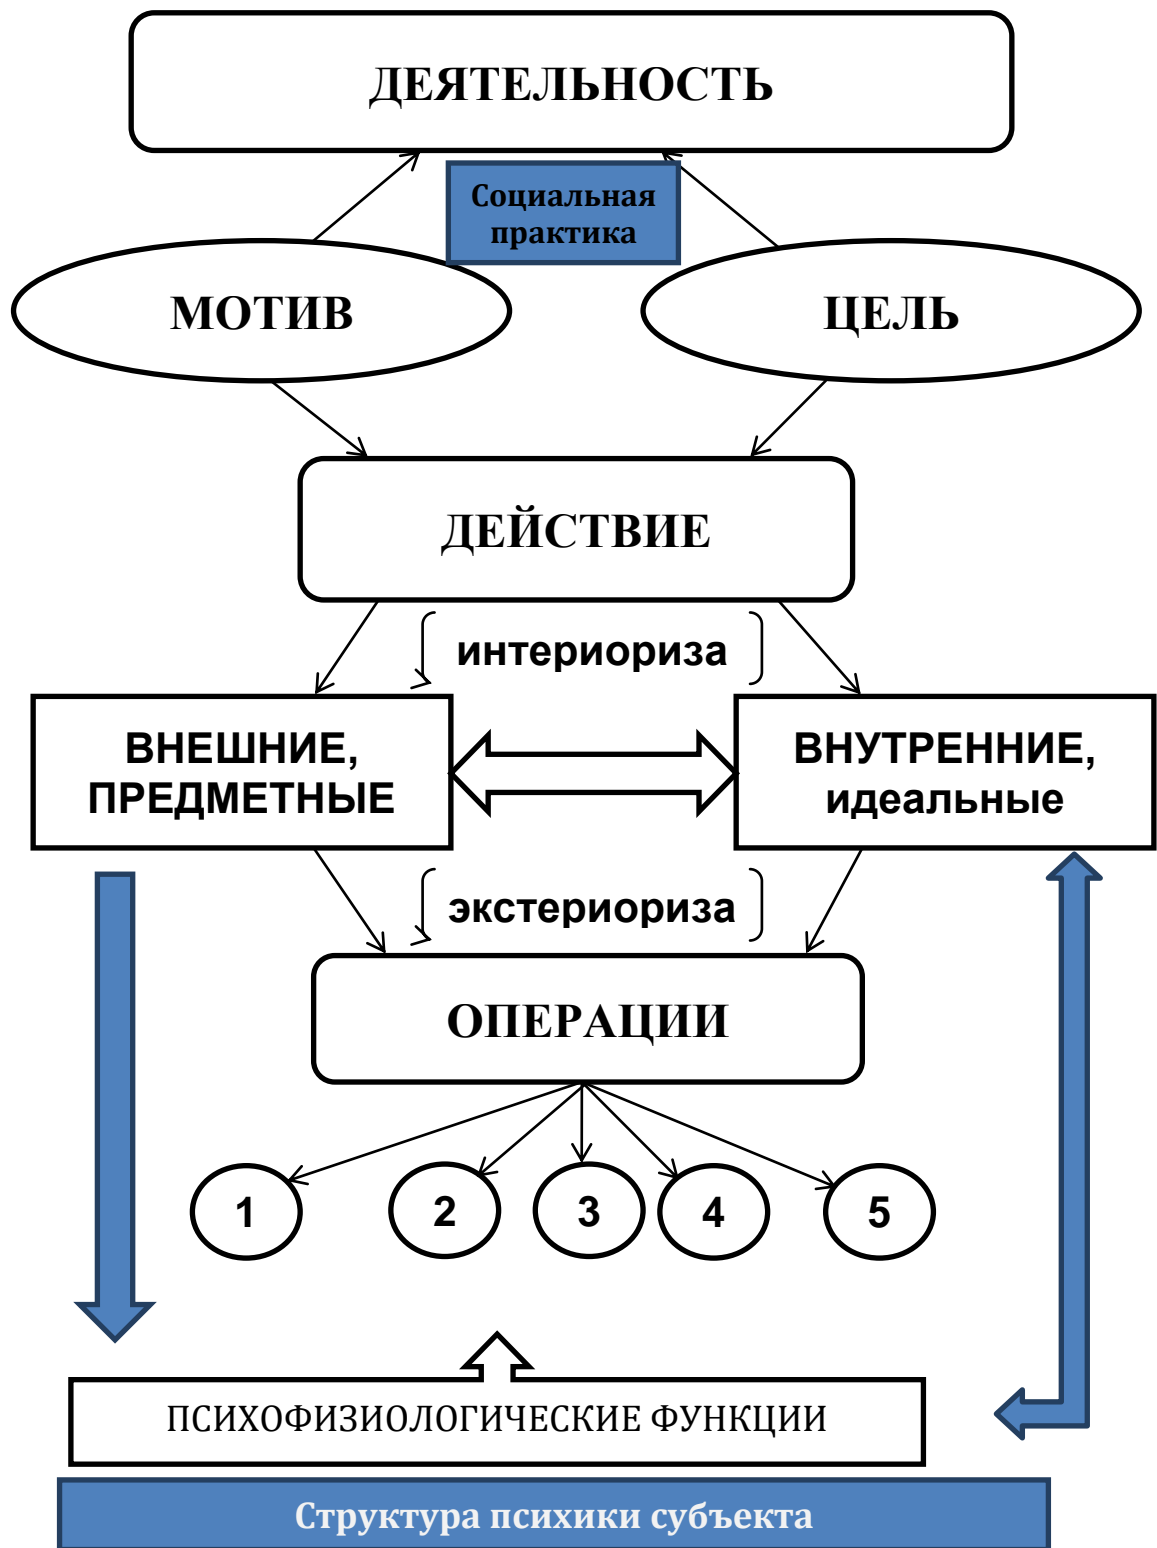 ДЕЯТЕЛЬНОСТЬ
Социальная
практика
МОТИВ
ЦЕЛЬ
ДЕЙСТВИЕ
интериориза
ВНЕШНИЕ,
ПРЕДМЕТНЫЕ
ВНУТРЕННИЕ,
идеальные
экстериориза
ОПЕРАЦИИ
1
2
3
4
5
ПСИХОФИЗИОЛОГИЧЕСКИЕ ФУНКЦИИ
Структура психики субъекта